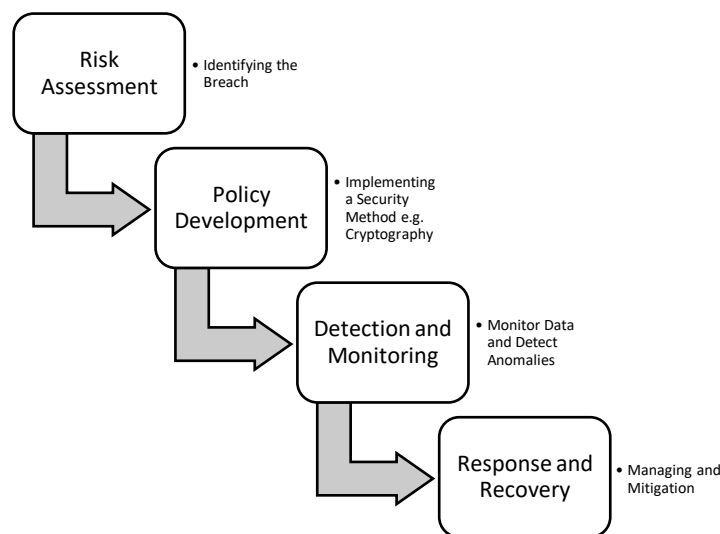 Risk
Assessment
• Identifying the
Breach
Policy
Development
• Implementing
a Security
Method e.g.
Cryptography
Detection and
Monitoring
• Monitor Data
and Detect
Anomalies
Response and
Recovery
• Managing and
Mitigation